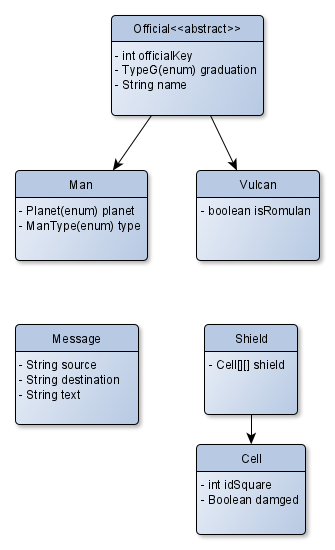 Official<<abstract>>
- int officialKey
- TypeG(enum) graduation
- String name
Man
- Planet(enum) planet
- ManType(enum) type
Vulcan
- boolean isRomulan
Message
- String source
- String destination
- String text
Shield
- Cell[][] shield
Cell
- int idSquare
- Boolean damged